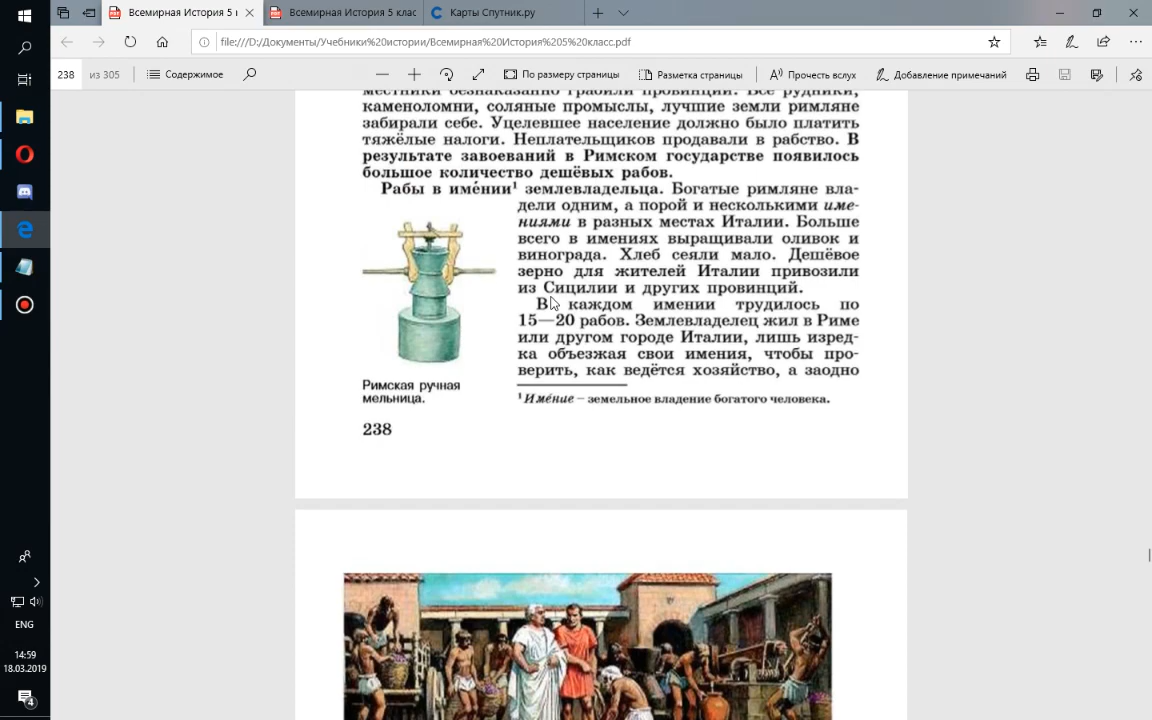 Всемирная История 5 к
Всемирная История 5 клас
Карты Спутник.ру
file:///D:/Документы/Учебники%20истории/Всемирная%20История%205%20класс.pdf
238 из 305
Содержимое
По размеру страницы
Разметка страницы
Прочесть вслух
Добавление примечаний
местники безнаказанно грабили провинции. Все рудники,
каменоломни, соляные промыслы, лучшие земли римляне
забирали себе. Уцелевшее население должно было платить
тяжёлые налоги. Неплательщиков продавали в рабство. В
результате завоеваний в Римском государстве появилось
большое количество дешёвых рабов.
Рабы в име́нии¹ землевладельца. Богатые римляне вла-
дели одним, а порой и несколькими име-
ниями в разных местах Италии. Больше
всего в имениях выращивали оливок и
винограда. Хлеб сеяли мало. Дешёвое
зерно для жителей Италии привозили
из Сицилии и других провинций.
В каждом имении трудилось по
15—20 рабов. Землевладелец жил в Риме
или другом городе Италии, лишь изред-
ка объезжая свои имения, чтобы про-
верить, как ведётся хозяйство, а заодно
Римская ручная
мельница.
¹ Име́ние – земельное владение богатого человека.
238
ENG
14:59
18.03.2019
4